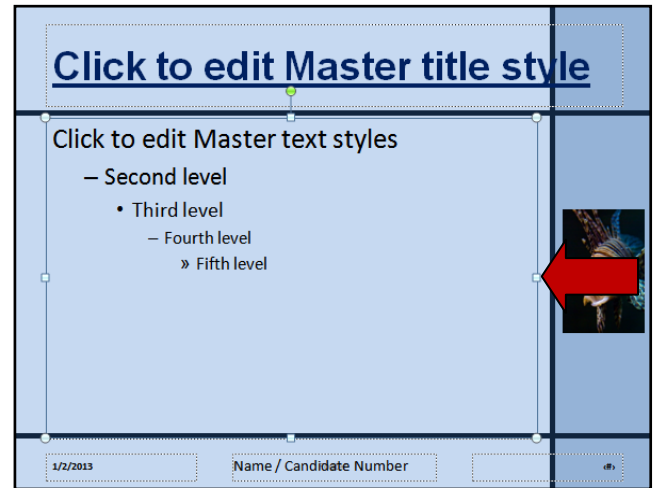 Click to edit Master title style
Click to edit Master text styles
– Second level
• Third level
– Fourth level
» Fifth level
1/2/2013
Name / Candidate Number
‹#›